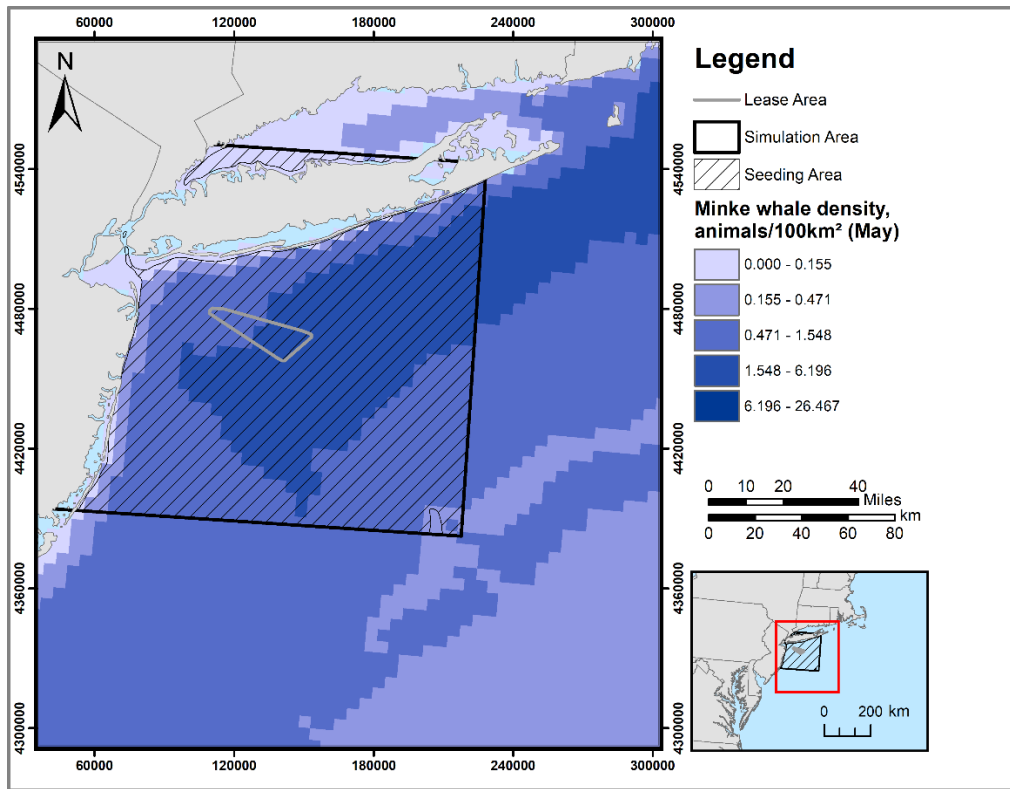 60000 120000 180000 240000 300000
N
4540000
4480000
4420000
4360000
4300000
4540000
4480000
4420000
4360000
4300000
60000 120000 180000 240000 300000
Legend
Lease Area
Simulation Area
Seeding Area
Minke whale density,
animals/100km² (May)
0.000 - 0.155
0.155 - 0.471
0.471 - 1.548
1.548 - 6.196
6.196 - 26.467
0 10 20 40
Miles
km
0 20 40 60 80
0 200 km